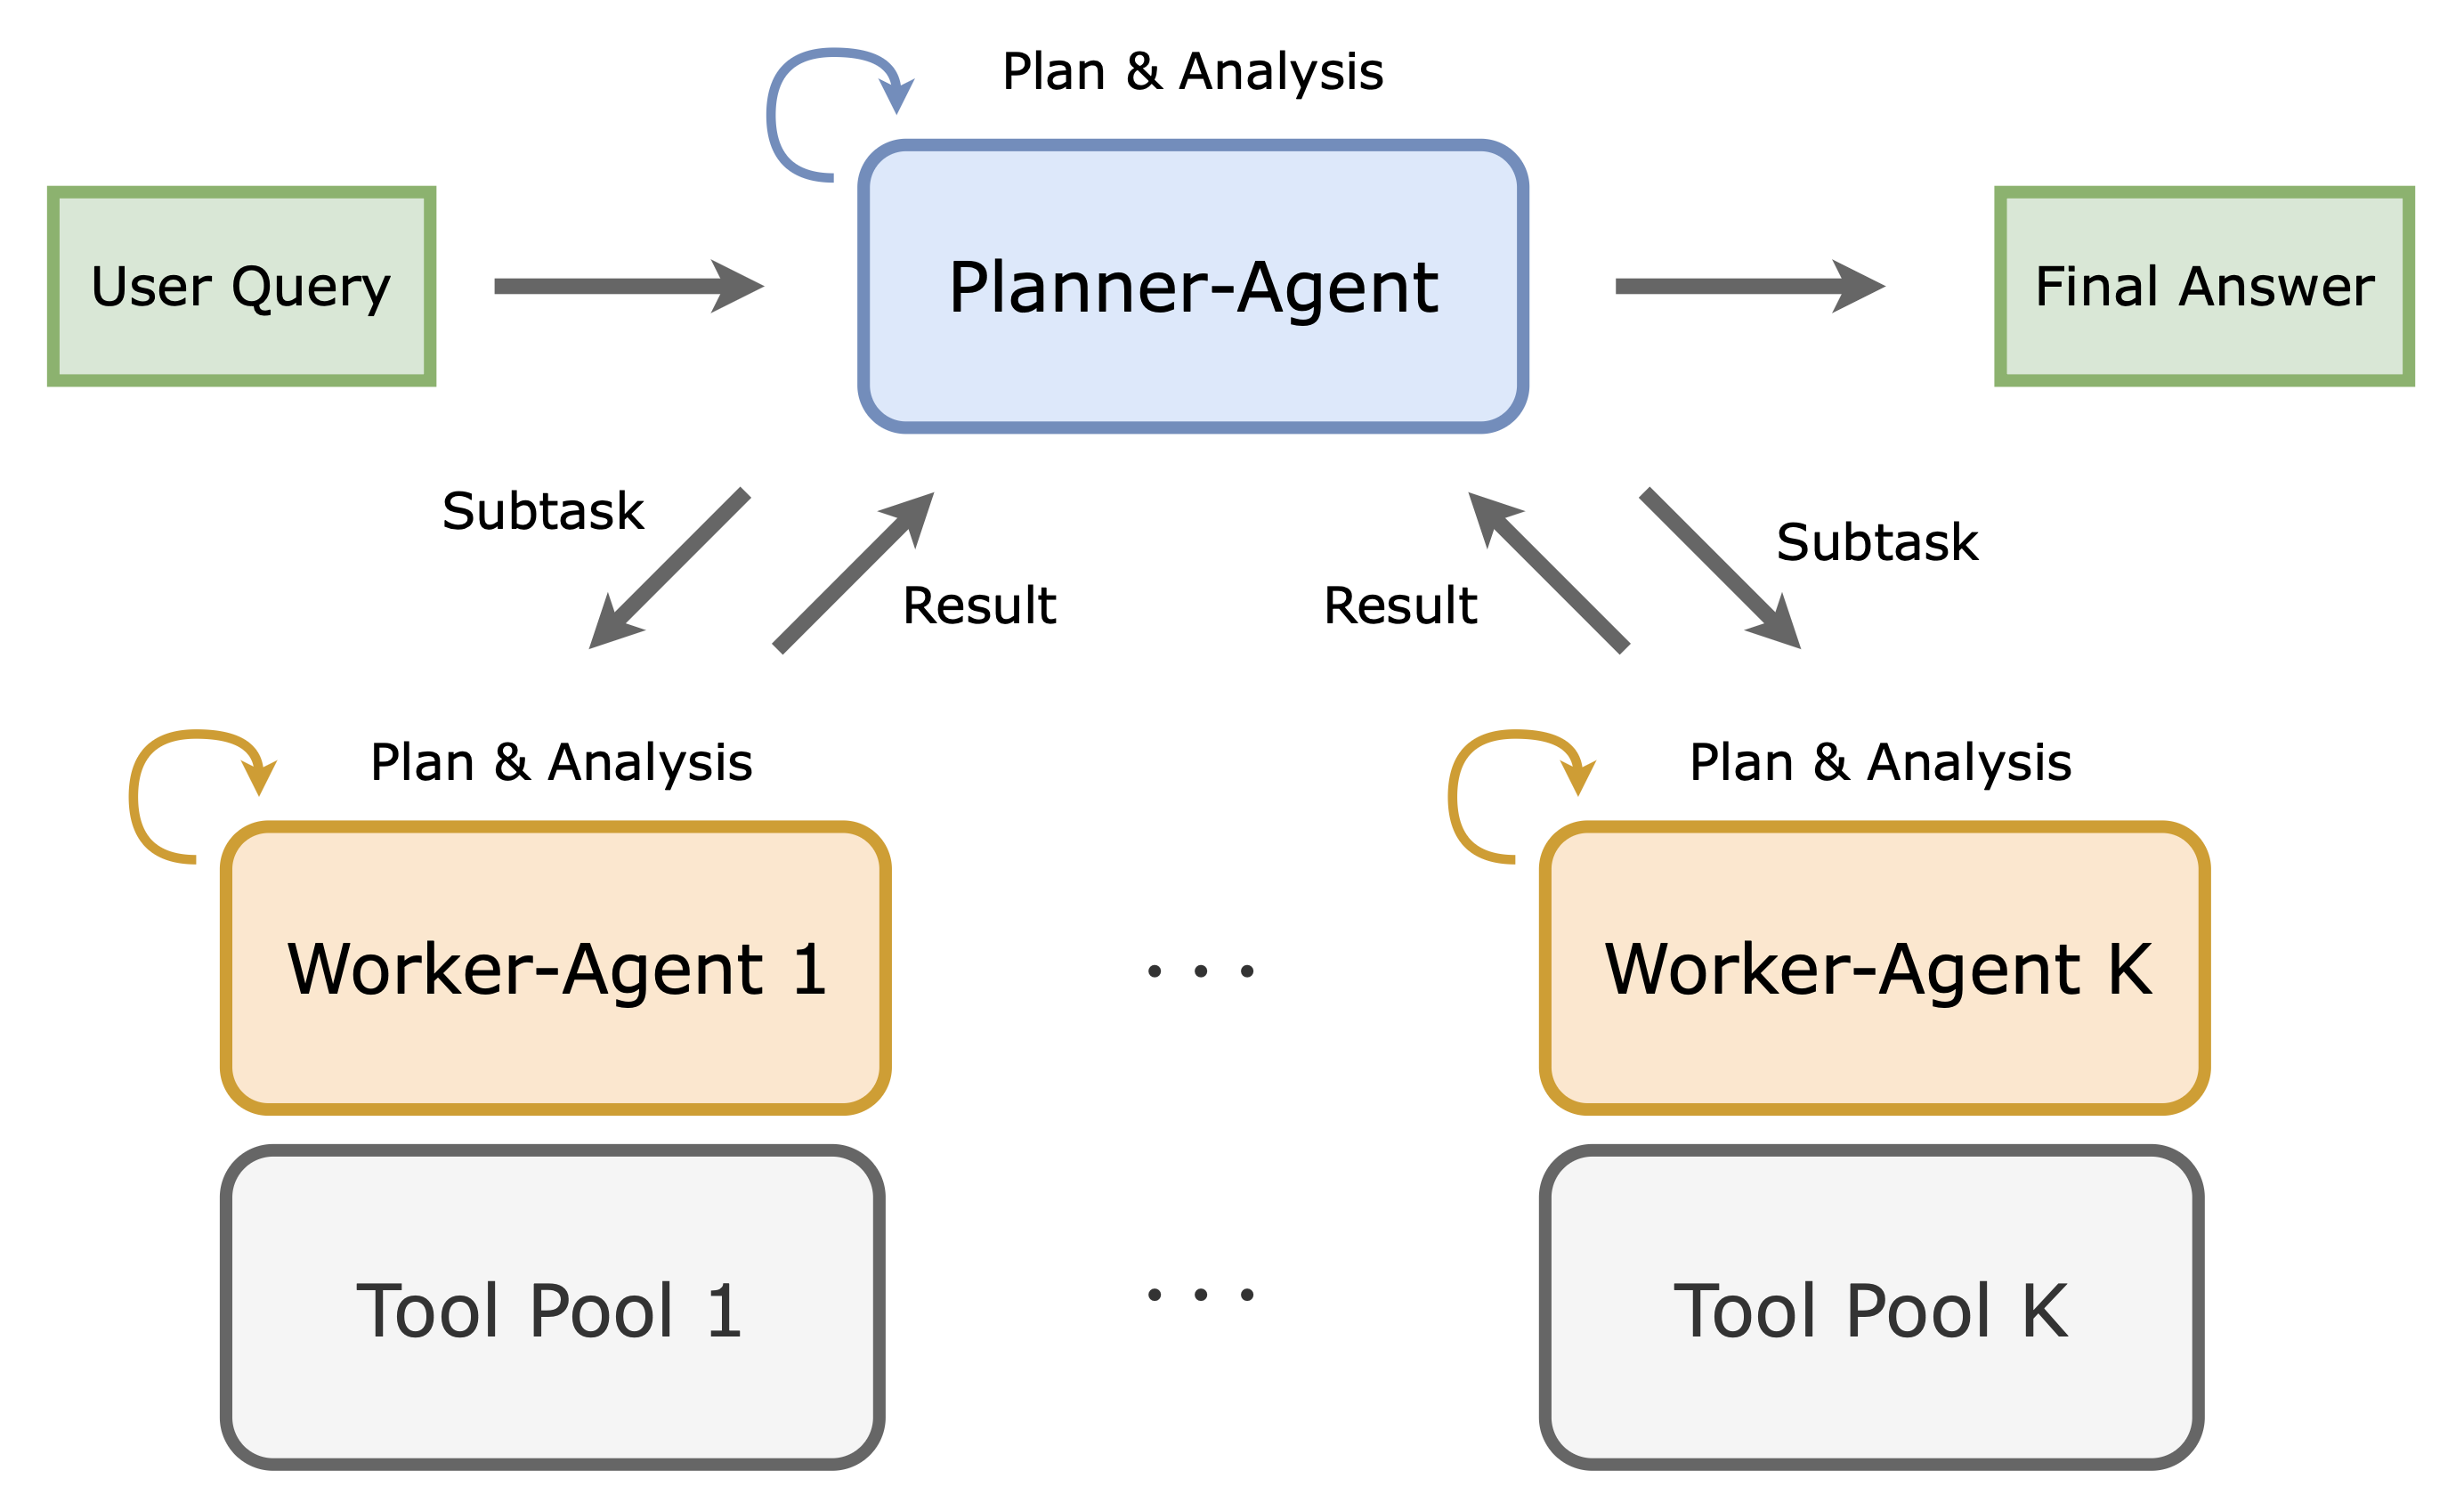 Plan & Analysis
User Query
Planner-Agent
Final Answer
Subtask
Result
Result
Subtask
Plan & Analysis
Plan & Analysis
Worker-Agent 1
. . .
Worker-Agent K
Tool Pool 1
. . .
Tool Pool K